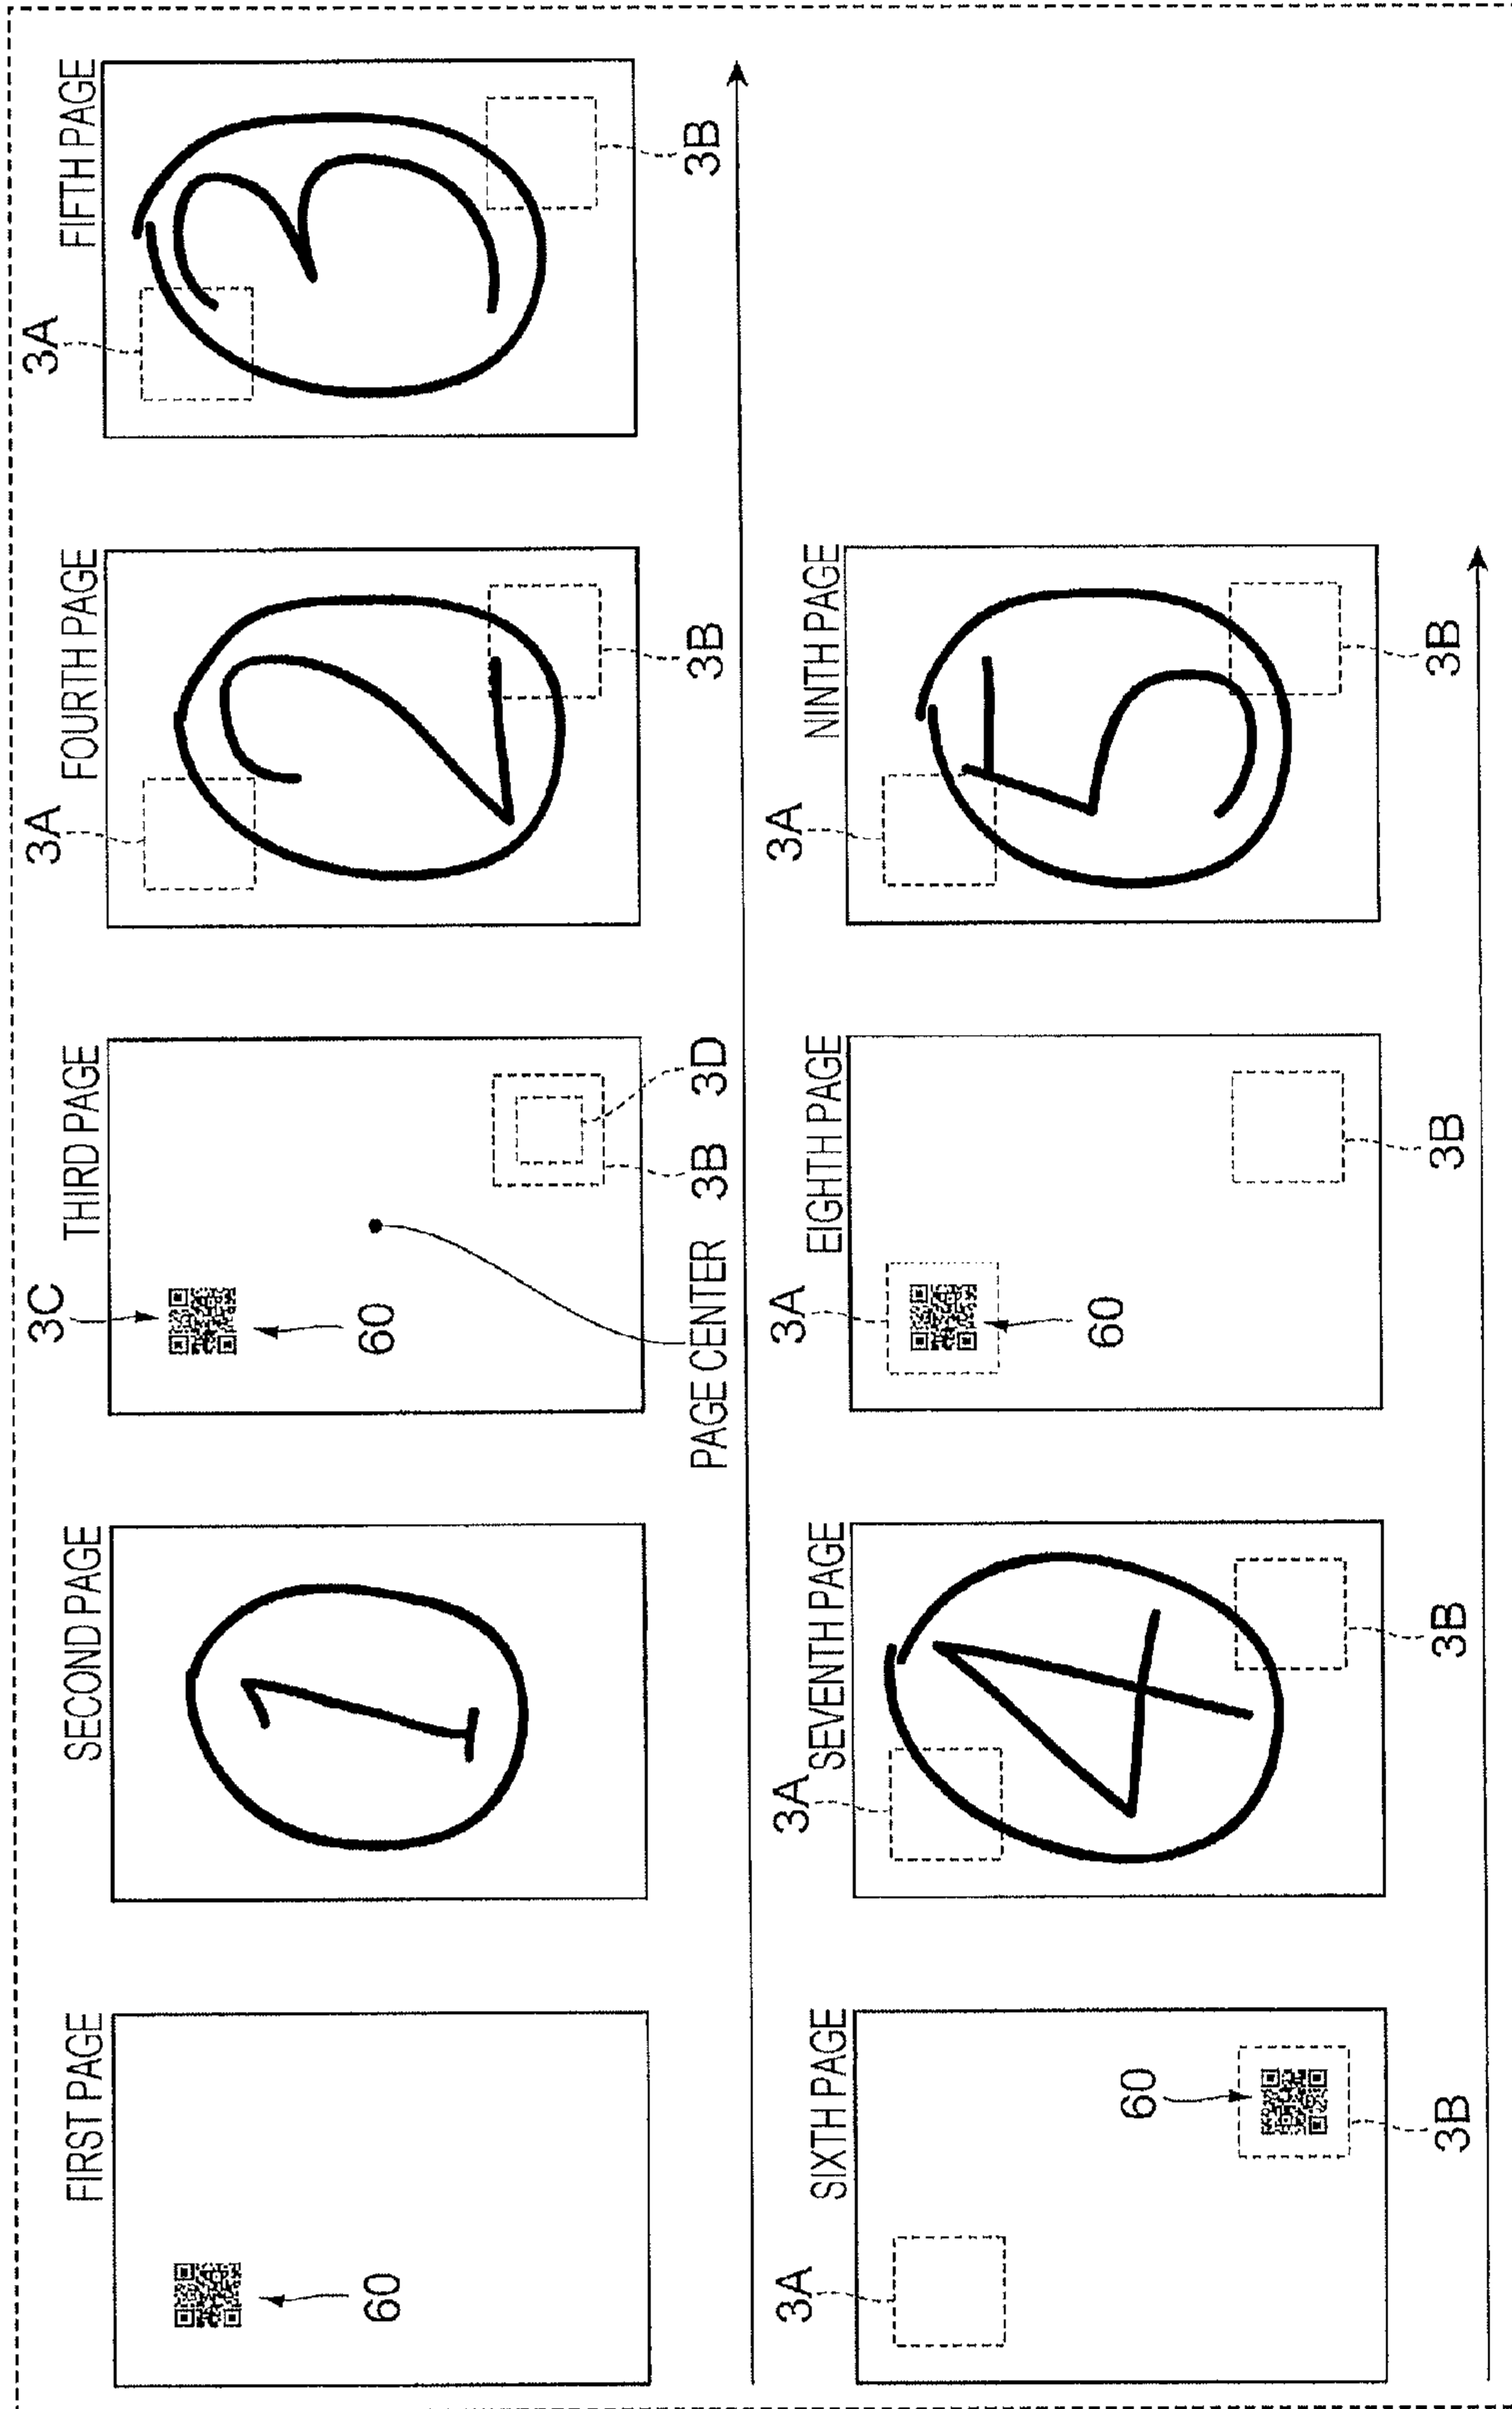 FIRST PAGE
60
SECOND PAGE
1
THIRD PAGE
3C
60
PAGE CENTER
3B
3D
FOURTH PAGE
3A
2
3B
FIFTH PAGE
3A
3
3B
SIXTH PAGE
3A
60
3B
SEVENTH PAGE
3A
4
3B
EIGHTH PAGE
3A
60
3B
NINTH PAGE
3A
5
3B